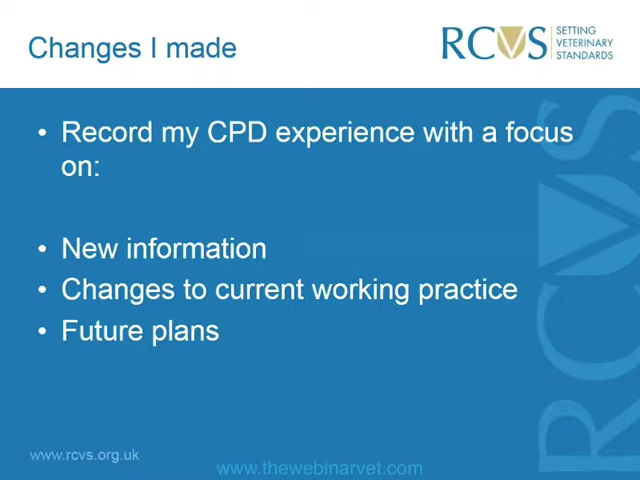 Changes I made
RCVS
SETTING
VETERINARY
STANDARDS
• Record my CPD experience with a focus
on:
• New information
• Changes to current working practice
• Future plans
RCVS
www.rcvs.org.uk
www.thewebinarvet.com